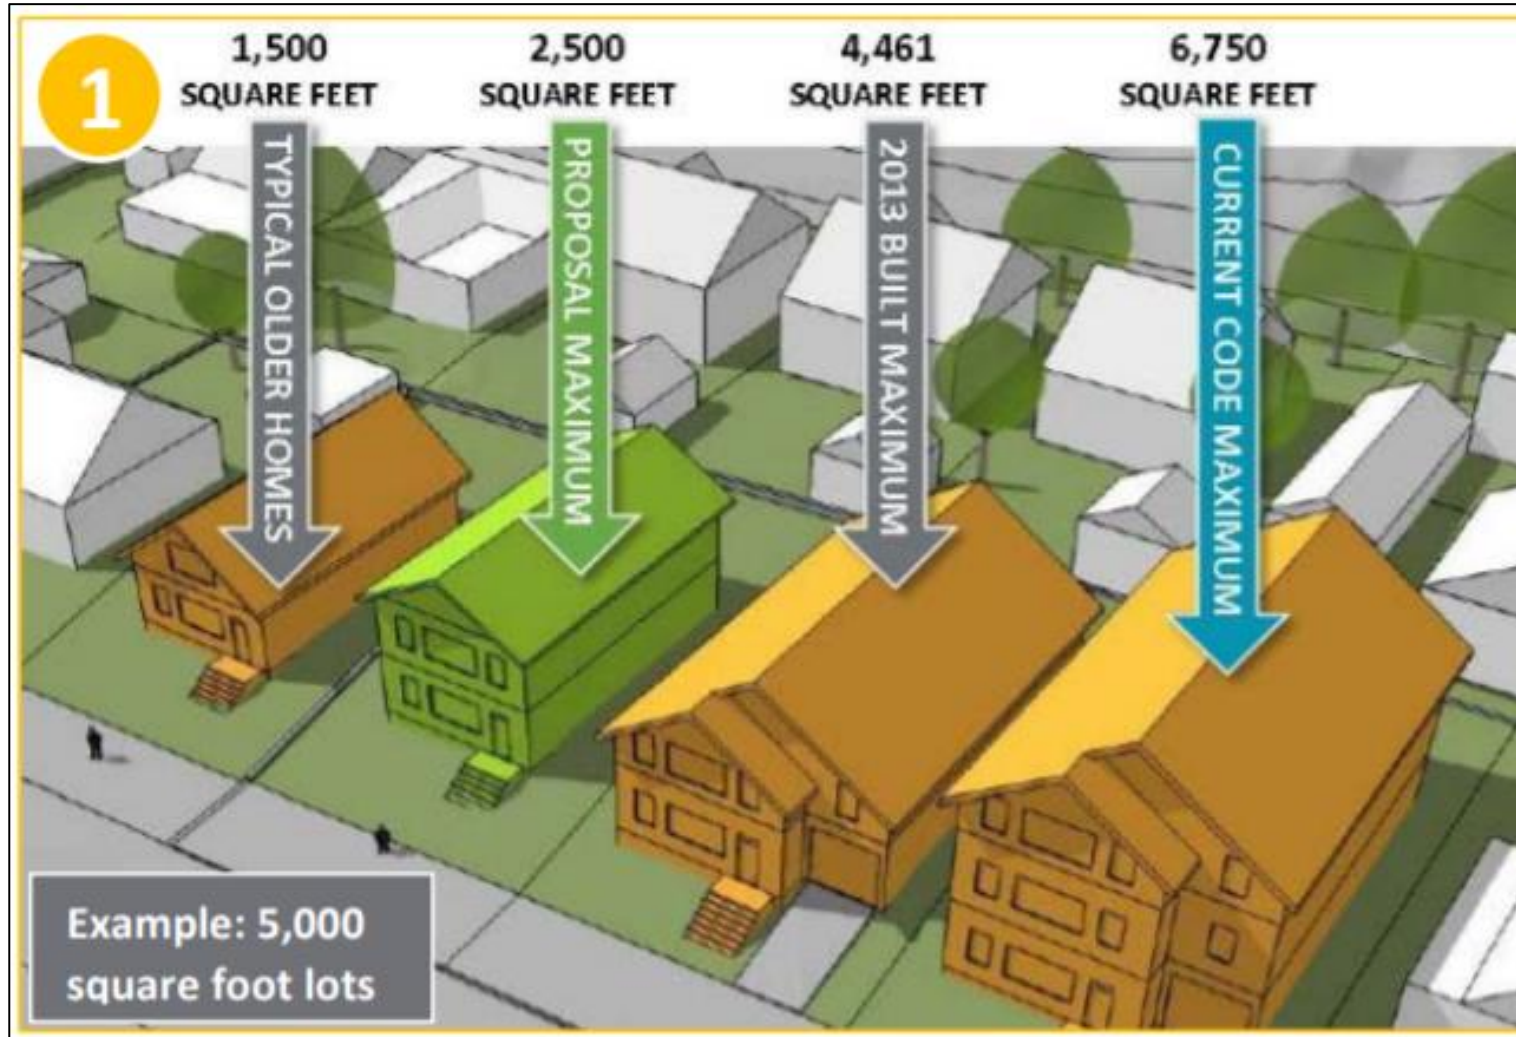 1
1,500
SQUARE FEET
2,500
SQUARE FEET
4,461
SQUARE FEET
6,750
SQUARE FEET
TYPICAL OLDER HOMES
PROPOSAL MAXIMUM
2013 BUILT MAXIMUM
CURRENT CODE MAXIMUM
Example: 5,000
square foot lots